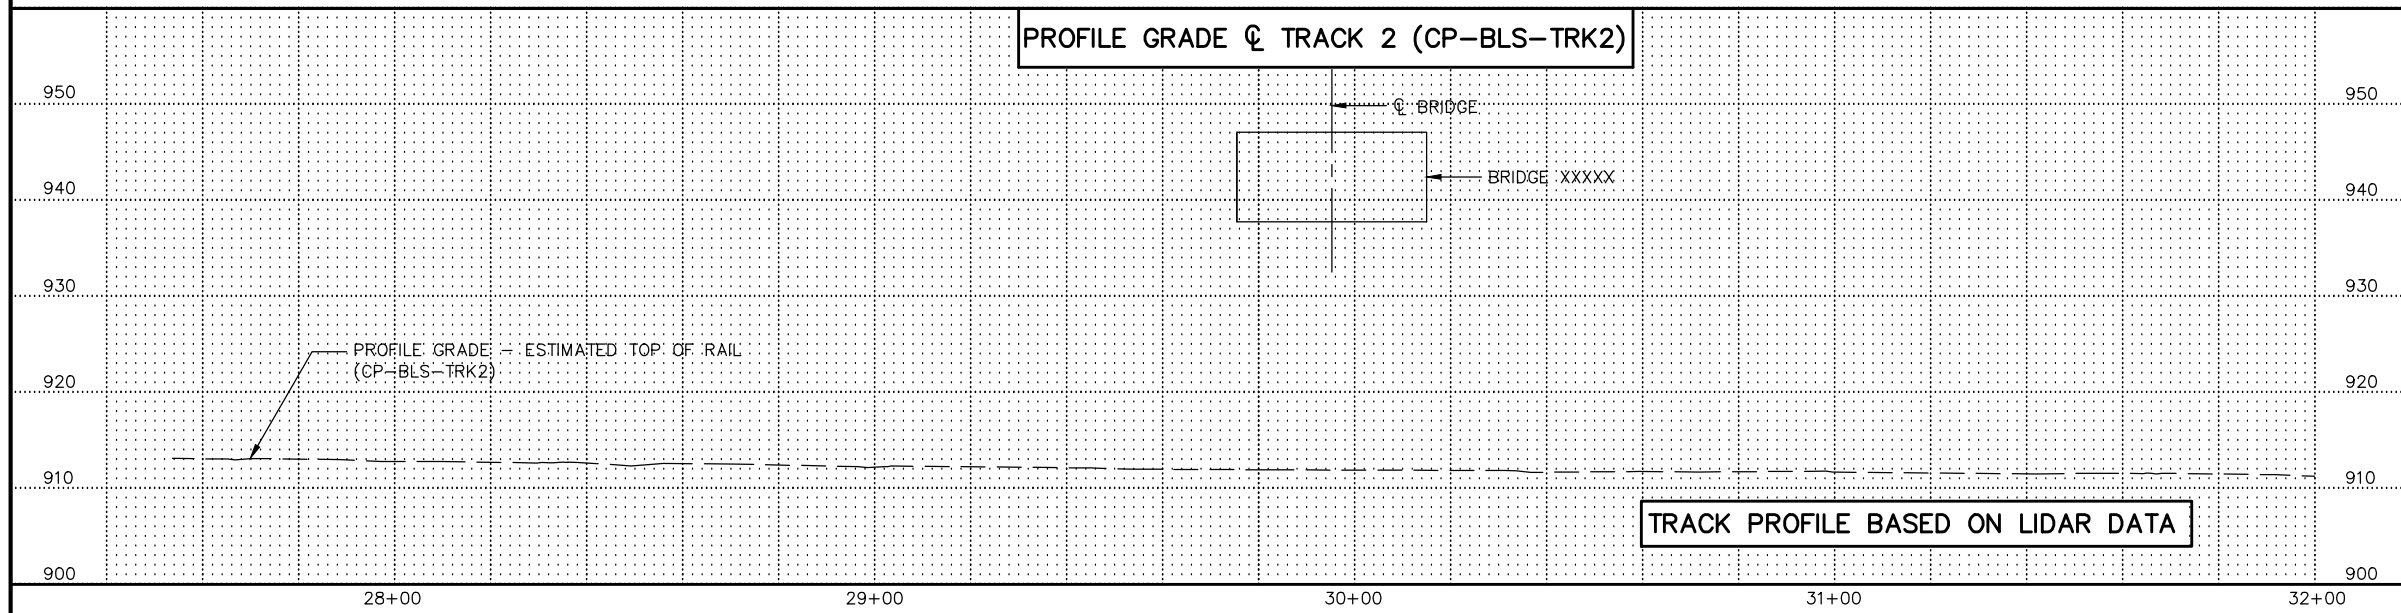 PROFILE GRADE ℄ TRACK 2 (CP-BLS-TRK2)
950
℄ BRIDGE
950
940
BRIDGE XXXXX
940
930
930
PROFILE GRADE - ESTIMATED TOP OF RAIL
(CP-BLS-TRK2)
920
920
910
910
TRACK PROFILE BASED ON LIDAR DATA
900
900
28+00 29+00 30+00 31+00 32+00